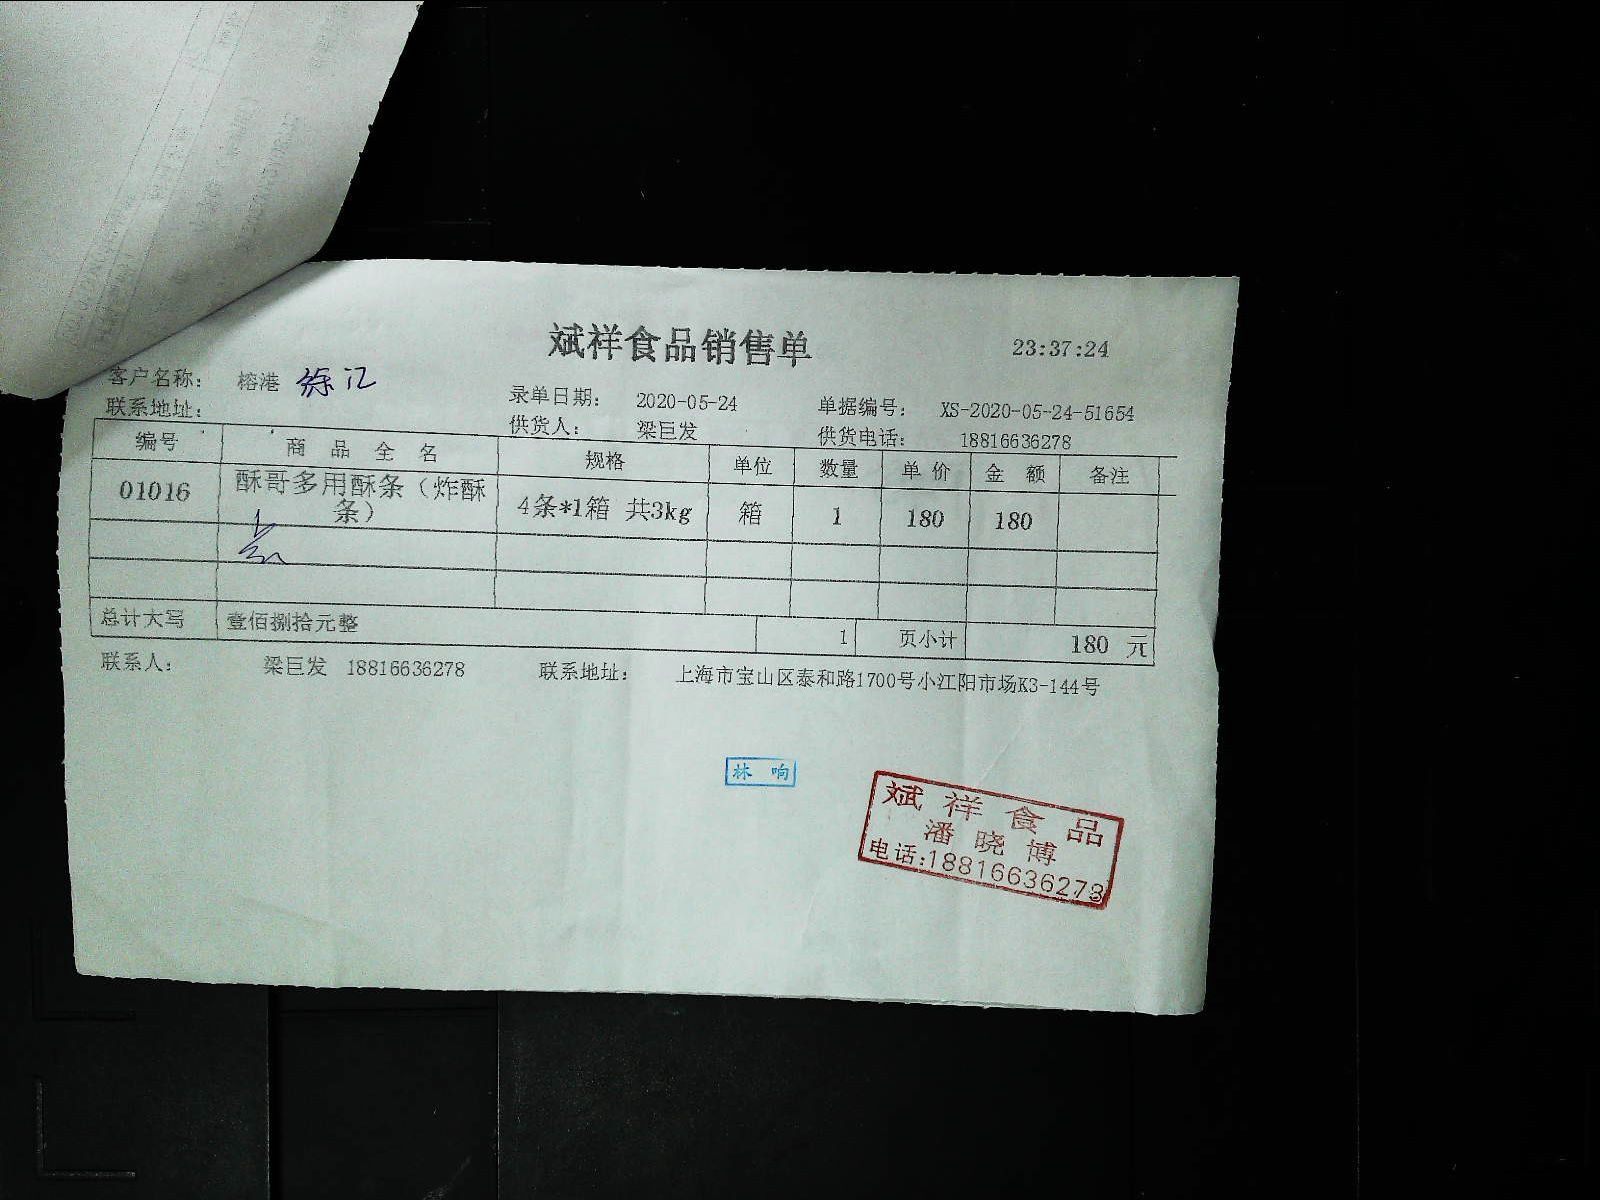 斌祥食品销售单 23:37:24
客户名称： 榕港 徐汇
录单日期： 2020-05-24 单据编号： XS-2020-05-24-51654
联系地址： 供货人： 梁巨发 供货电话： 18816636278
编号 商品全名 规格 单位 数量 单价 金额 备注
01016 酥哥多用酥条（炸酥条） 4条*1箱 共3kg 箱 1 180 180
总计大写 壹佰捌拾元整 1 页小计 180 元
联系人： 梁巨发 18816636278 联系地址： 上海市宝山区泰和路1700号小江阳市场K3-144号
林 响
斌祥食品
潘晓博
电话:18816636278